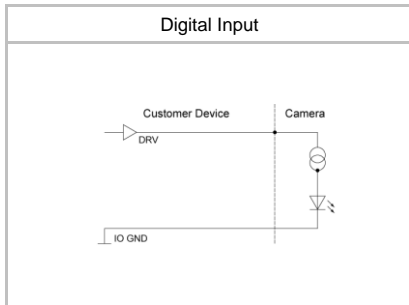 Digital Input
Customer Device
Camera
DRV
IO GND